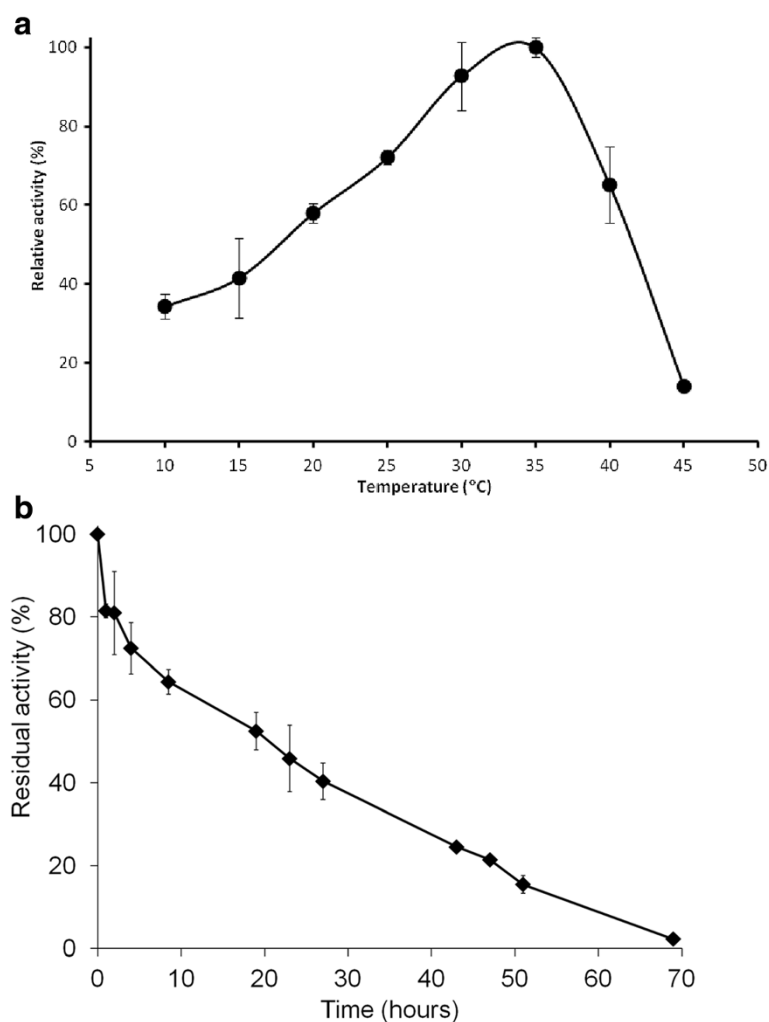 a
Relative activity (%)
100
80
60
40
20
0
5 10 15 20 25 30 35 40 45 50
Temperature (°C)
b
Residual activity (%)
100
80
60
40
20
0
0 10 20 30 40 50 60 70
Time (hours)